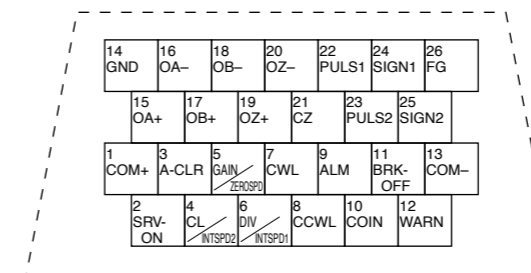 14 16 18 20 22 24 26
GND OA– OB– OZ– PULS1 SIGN1 FG
15 17 19 21 23 25
OA+ OB+ OZ+ CZ PULS2 SIGN2
1 3 5 7 9 11 13
COM+ A-CLR GAIN CWL ALM BRK- COM–
ZEROSPD OFF
2 4 6 8 10 12
SRV- CL DIV CCWL COIN WARN
ON INTSPD2 INTSPD1